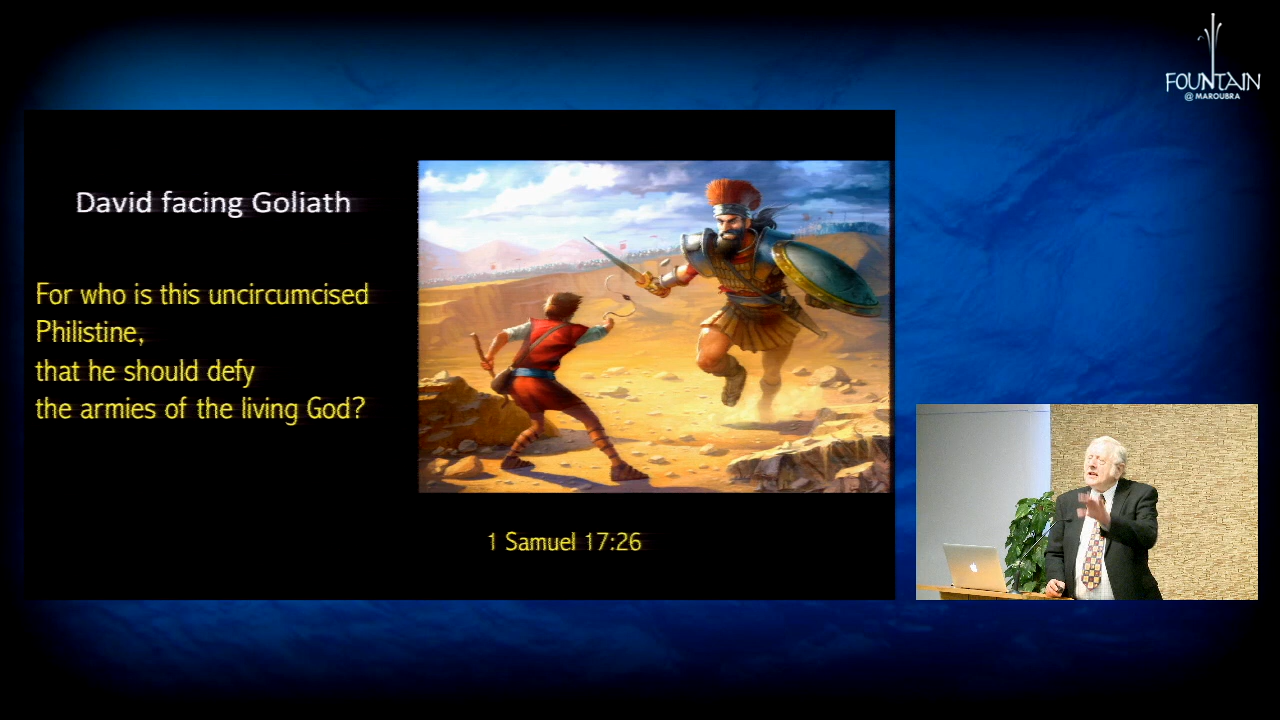 FOUNTAIN
@ MAROUBRA
David facing Goliath
For who is this uncircumcised
Philistine,
that he should defy
the armies of the living God?
1 Samuel 17:26